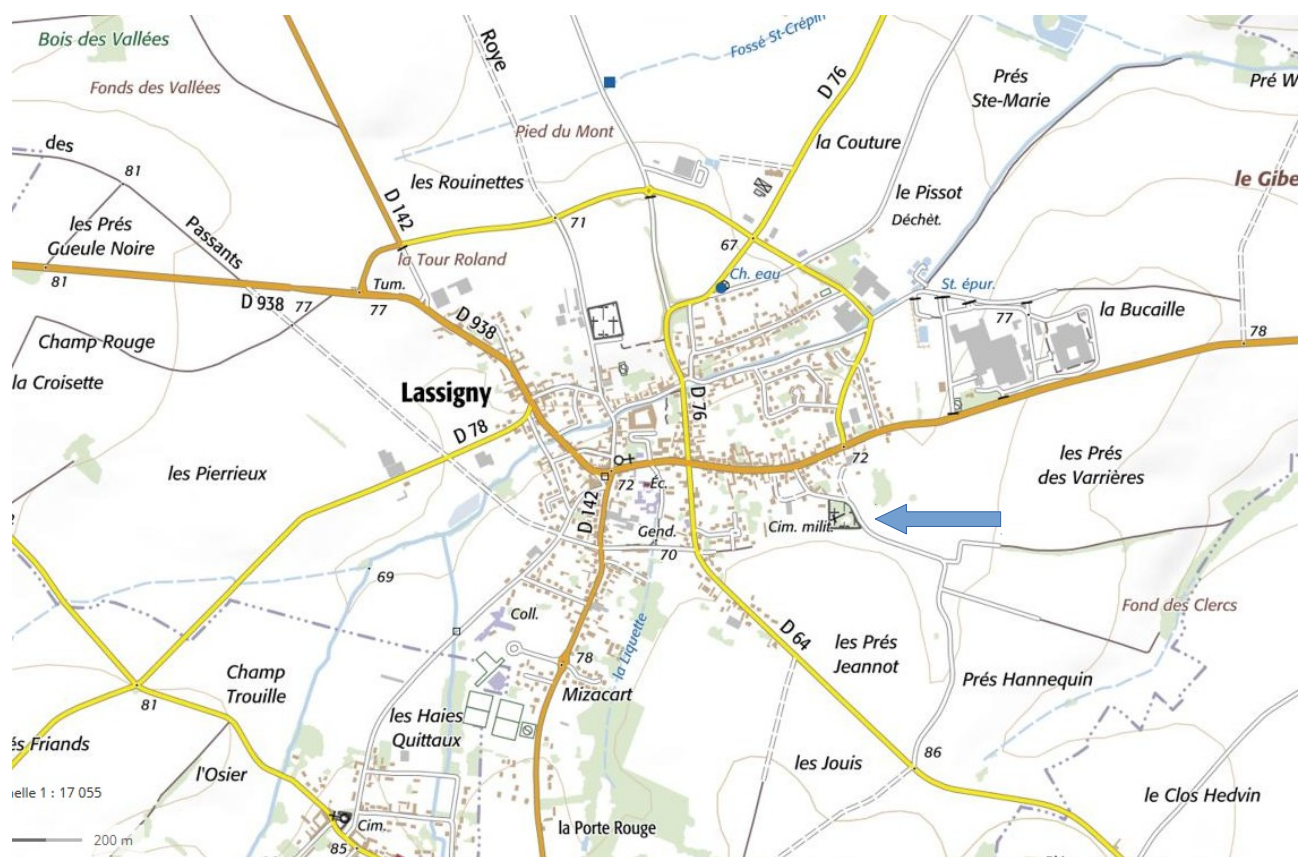 Bois des Vallées
Fonds des Vallées
Roye
Fossé St-Crépin
D 76
Prés
Ste-Marie
Pré W
Pied du Mont
la Couture
des
81
les Rouinettes
le Pissot
le Gibe
Déchèt.
les Prés
Gueule Noire
Passants
D 142
71
67
la Tour Roland
81
D 938
77
Tum.
77
Ch. eau
St. épur.
77
la Bucaille
78
Champ Rouge
D 938
la Croisette
Lassigny
D 76
D 78
les Pierrieux
72
72
Éc.
les Prés
des Varrières
D 142
Cim. milit.
Gend.
70
69
Coll.
la Liquette
Fond des Clercs
D 64
les Prés
Jeannot
78
Champ
Trouille
Mizacart
Prés Hannequin
81
les Haies
Quittaux
és Friands
l'Osier
les Jouis
86
elle 1 : 17 055
le Clos Hedvin
Cim.
la Porte Rouge
200 m
85